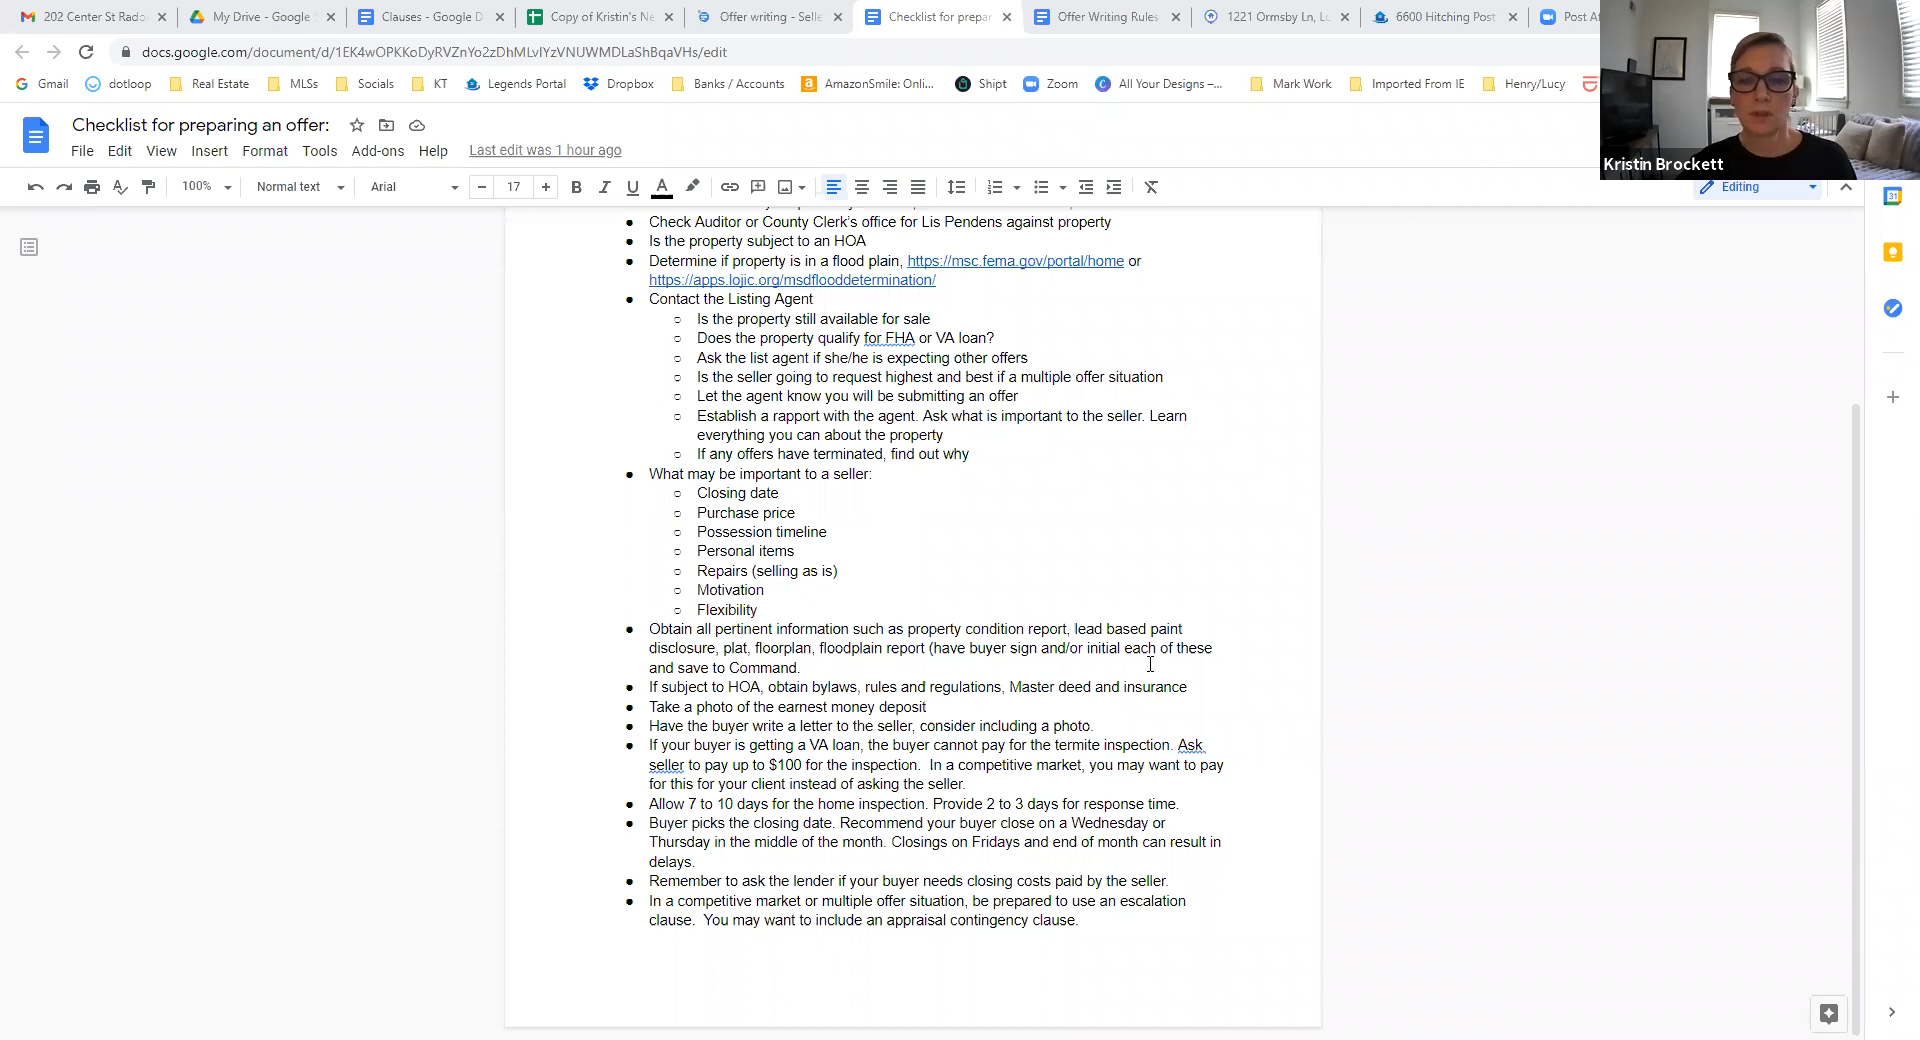 202 Center St Rado
My Drive - Google
Clauses - Google D
Copy of Kristin's Ne
Offer writing - Selle
Checklist for prepar
Offer Writing Rules
1221 Ormsby Ln, Lo
6600 Hitching Post
Post Af
docs.google.com/document/d/1EK4wOPKKoDyRVZnYo2zDhMLvIYzVNUWMDLaShBqaVHs/edit
Gmail
dotloop
Real Estate
MLSs
Socials
KT
Legends Portal
Dropbox
Banks / Accounts
AmazonSmile: Onli...
Shipt
Zoom
All Your Designs –...
Mark Work
Imported From IE
Henry/Lucy
Checklist for preparing an offer:
File Edit View Insert Format Tools Add-ons Help Last edit was 1 hour ago
100% Normal text Arial 17 B I U A
Editing
Kristin Brockett
31
• Check Auditor or County Clerk's office for Lis Pendens against property
• Is the property subject to an HOA
• Determine if property is in a flood plain, https://msc.fema.gov/portal/home or
https://apps.lojic.org/msdflooddetermination/
• Contact the Listing Agent
○ Is the property still available for sale
○ Does the property qualify for FHA or VA loan?
○ Ask the list agent if she/he is expecting other offers
○ Is the seller going to request highest and best if a multiple offer situation
○ Let the agent know you will be submitting an offer
○ Establish a rapport with the agent. Ask what is important to the seller. Learn
everything you can about the property
○ If any offers have terminated, find out why
• What may be important to a seller:
○ Closing date
○ Purchase price
○ Possession timeline
○ Personal items
○ Repairs (selling as is)
○ Motivation
○ Flexibility
• Obtain all pertinent information such as property condition report, lead based paint
disclosure, plat, floorplan, floodplain report (have buyer sign and/or initial each of these
and save to Command.
• If subject to HOA, obtain bylaws, rules and regulations, Master deed and insurance
• Take a photo of the earnest money deposit
• Have the buyer write a letter to the seller, consider including a photo.
• If your buyer is getting a VA loan, the buyer cannot pay for the termite inspection. Ask
seller to pay up to $100 for the inspection. In a competitive market, you may want to pay
for this for your client instead of asking the seller.
• Allow 7 to 10 days for the home inspection. Provide 2 to 3 days for response time.
• Buyer picks the closing date. Recommend your buyer close on a Wednesday or
Thursday in the middle of the month. Closings on Fridays and end of month can result in
delays.
• Remember to ask the lender if your buyer needs closing costs paid by the seller.
• In a competitive market or multiple offer situation, be prepared to use an escalation
clause. You may want to include an appraisal contingency clause.